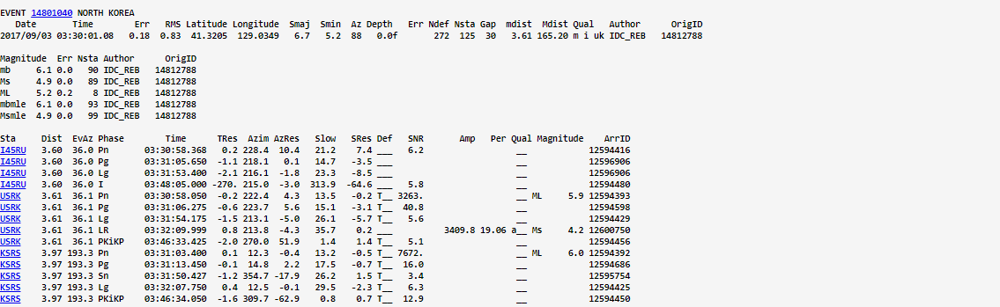 EVENT 14801040 NORTH KOREA
Date Time Err RMS Latitude Longitude Smaj Smin Az Depth Err Ndef Nsta Gap mdist Mdist Qual Author OrigID
2017/09/03 03:30:01.08 0.18 0.83 41.3205 129.0349 6.7 5.2 88 0.0f 272 125 30 3.61 165.20 m i uk IDC_REB 14812788
Magnitude Err Nsta Author OrigID
mb 6.1 0.0 90 IDC_REB 14812788
Ms 4.9 0.0 89 IDC_REB 14812788
ML 5.2 0.2 8 IDC_REB 14812788
mbmle 6.1 0.0 93 IDC_REB 14812788
Msmle 4.9 0.0 99 IDC_REB 14812788
Sta Dist EvAz Phase Time TRes Azim AzRes Slow SRes Def SNR Amp Per Qual Magnitude ArrID
I45RU 3.60 36.0 Pn 03:30:58.368 0.2 228.4 10.4 21.2 7.4 ___ 6.2 __ 12594416
I45RU 3.60 36.0 Pg 03:31:05.650 -1.1 218.1 0.1 14.7 -3.5 ___ __ 12596906
I45RU 3.60 36.0 Lg 03:31:53.400 -2.1 216.1 -1.8 23.3 -8.5 ___ __ 12596906
I45RU 3.60 36.0 I 03:48:05.000 -270. 215.0 -3.0 313.9 -64.6 ___ 5.8 __ 12594480
USRK 3.61 36.1 Pn 03:30:58.050 -0.2 222.4 4.3 13.5 -0.2 T__ 3263. __ ML 5.9 12594393
USRK 3.61 36.1 Pg 03:31:06.275 -0.6 223.7 5.6 15.1 -3.1 T__ 40.8 __ 12594598
USRK 3.61 36.1 Lg 03:31:54.175 -1.5 213.1 -5.0 26.1 -5.7 T__ 5.6 __ 12594429
USRK 3.61 36.1 LR 03:32:09.999 0.8 213.8 -4.3 35.7 0.2 ___ 3409.8 19.06 a__ Ms 4.2 12600750
USRK 3.61 36.1 PKiKP 03:46:33.425 -2.0 270.0 51.9 1.4 1.4 T__ 5.1 __ 12594456
KSRS 3.97 193.3 Pn 03:31:03.400 0.1 12.3 -0.4 13.2 -0.5 T__ 7672. __ ML 6.0 12594392
KSRS 3.97 193.3 Pg 03:31:13.450 -0.1 14.8 2.2 17.5 -0.7 T__ 16.0 __ 12594686
KSRS 3.97 193.3 Sn 03:31:50.427 -1.2 354.7 -17.9 26.2 1.5 T__ 3.4 __ 12595754
KSRS 3.97 193.3 Lg 03:32:07.750 0.4 12.5 -0.1 29.5 -2.3 T__ 6.3 __ 12594425
KSRS 3.97 193.3 PKiKP 03:46:34.050 -1.6 309.7 -62.9 0.8 0.7 T__ 12.9 __ 12594450